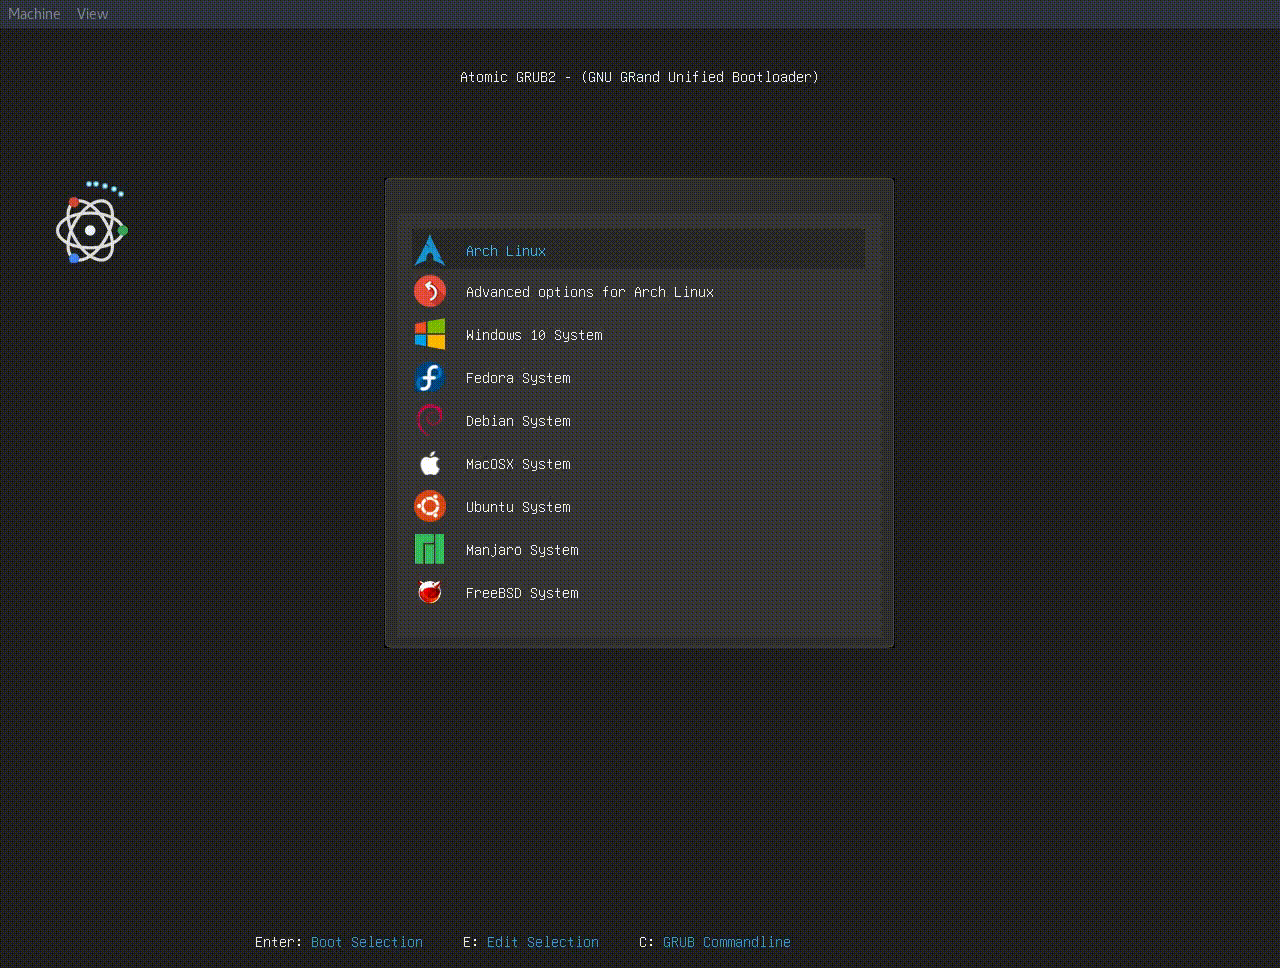 Machine View
Atomic GRUB2 - (GNU GRand Unified Bootloader)
Arch Linux
Advanced options for Arch Linux
Windows 10 System
Fedora System
Debian System
MacOSX System
Ubuntu System
Manjaro System
FreeBSD System
Enter: Boot Selection E: Edit Selection C: GRUB Commandline